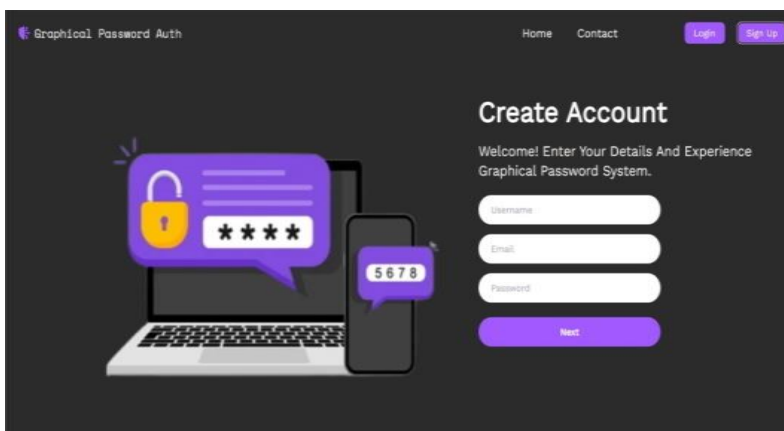 Graphical Password Auth
Home
Contact
Login
Sign Up
Create Account
Welcome! Enter Your Details And Experience
Graphical Password System.
****
5678
Username
Email
Password
Next